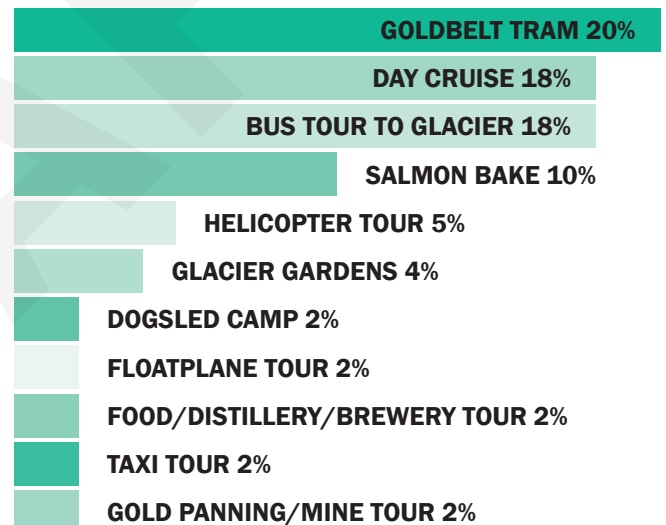 GOLDBELT TRAM 20%
DAY CRUISE 18%
BUS TOUR TO GLACIER 18%
SALMON BAKE 10%
HELICOPTER TOUR 5%
GLACIER GARDENS 4%
DOGSLED CAMP 2%
FLOATPLANE TOUR 2%
FOOD/DISTILLERY/BREWERY TOUR 2%
TAXI TOUR 2%
GOLD PANNING/MINE TOUR 2%